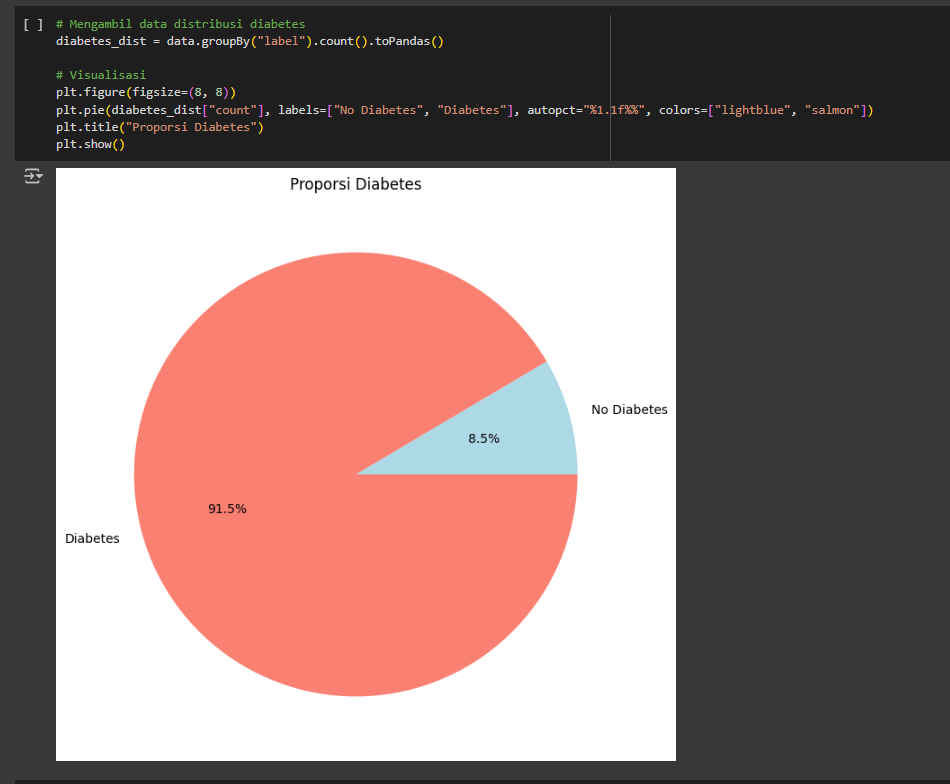 [ ] # Mengambil data distribusi diabetes
diabetes_dist = data.groupBy("label").count().toPandas()
# Visualisasi
plt.figure(figsize=(8, 8))
plt.pie(diabetes_dist["count"], labels=["No Diabetes", "Diabetes"], autopct="%1.1f%%", colors=["lightblue", "salmon"])
plt.title("Proporsi Diabetes")
plt.show()
Proporsi Diabetes
No Diabetes
8.5%
91.5%
Diabetes